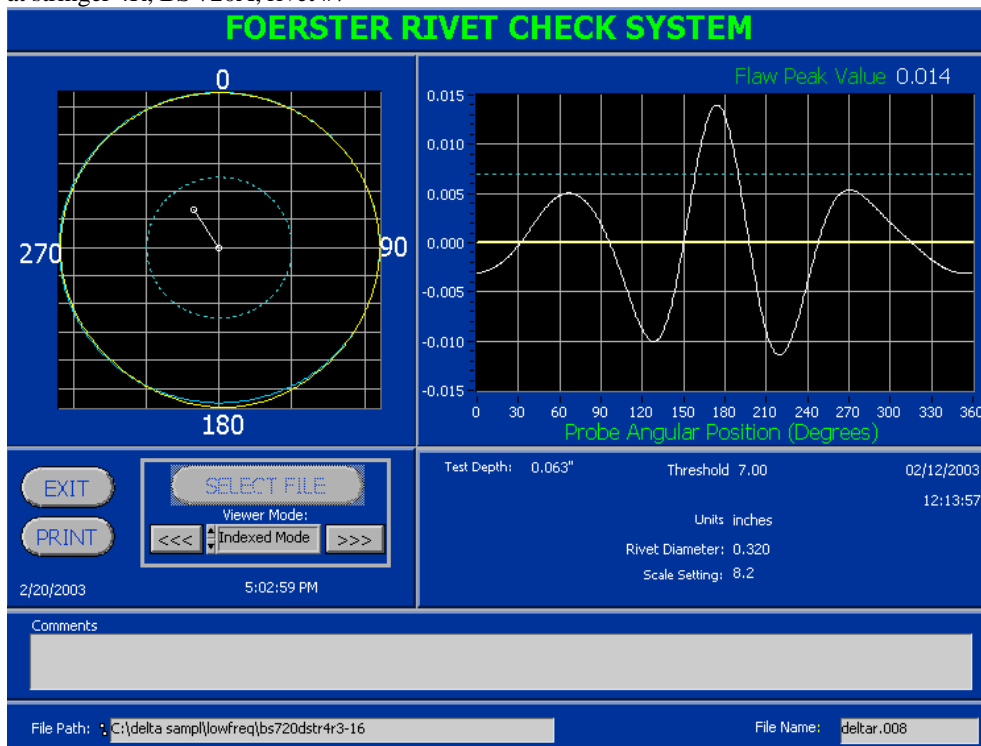 FOERSTER RIVET CHECK SYSTEM
0
270
90
180
Flaw Peak Value 0.014
0.015
0.010
0.005
0.000
-0.005
-0.010
-0.015
0 30 60 90 120 150 180 210 240 270 300 330 360
Probe Angular Position (Degrees)
EXIT
SELECT FILE
Viewer Mode:
PRINT
<<< Indexed Mode >>>
2/20/2003 5:02:59 PM
Test Depth: 0.063" Threshold 7.00 02/12/2003
12:13:57
Units inches
Rivet Diameter: 0.320
Scale Setting: 8.2
Comments
File Path: C:\delta sampl\lowfreq\bs720dstr4r3-16
File Name: deltar.008